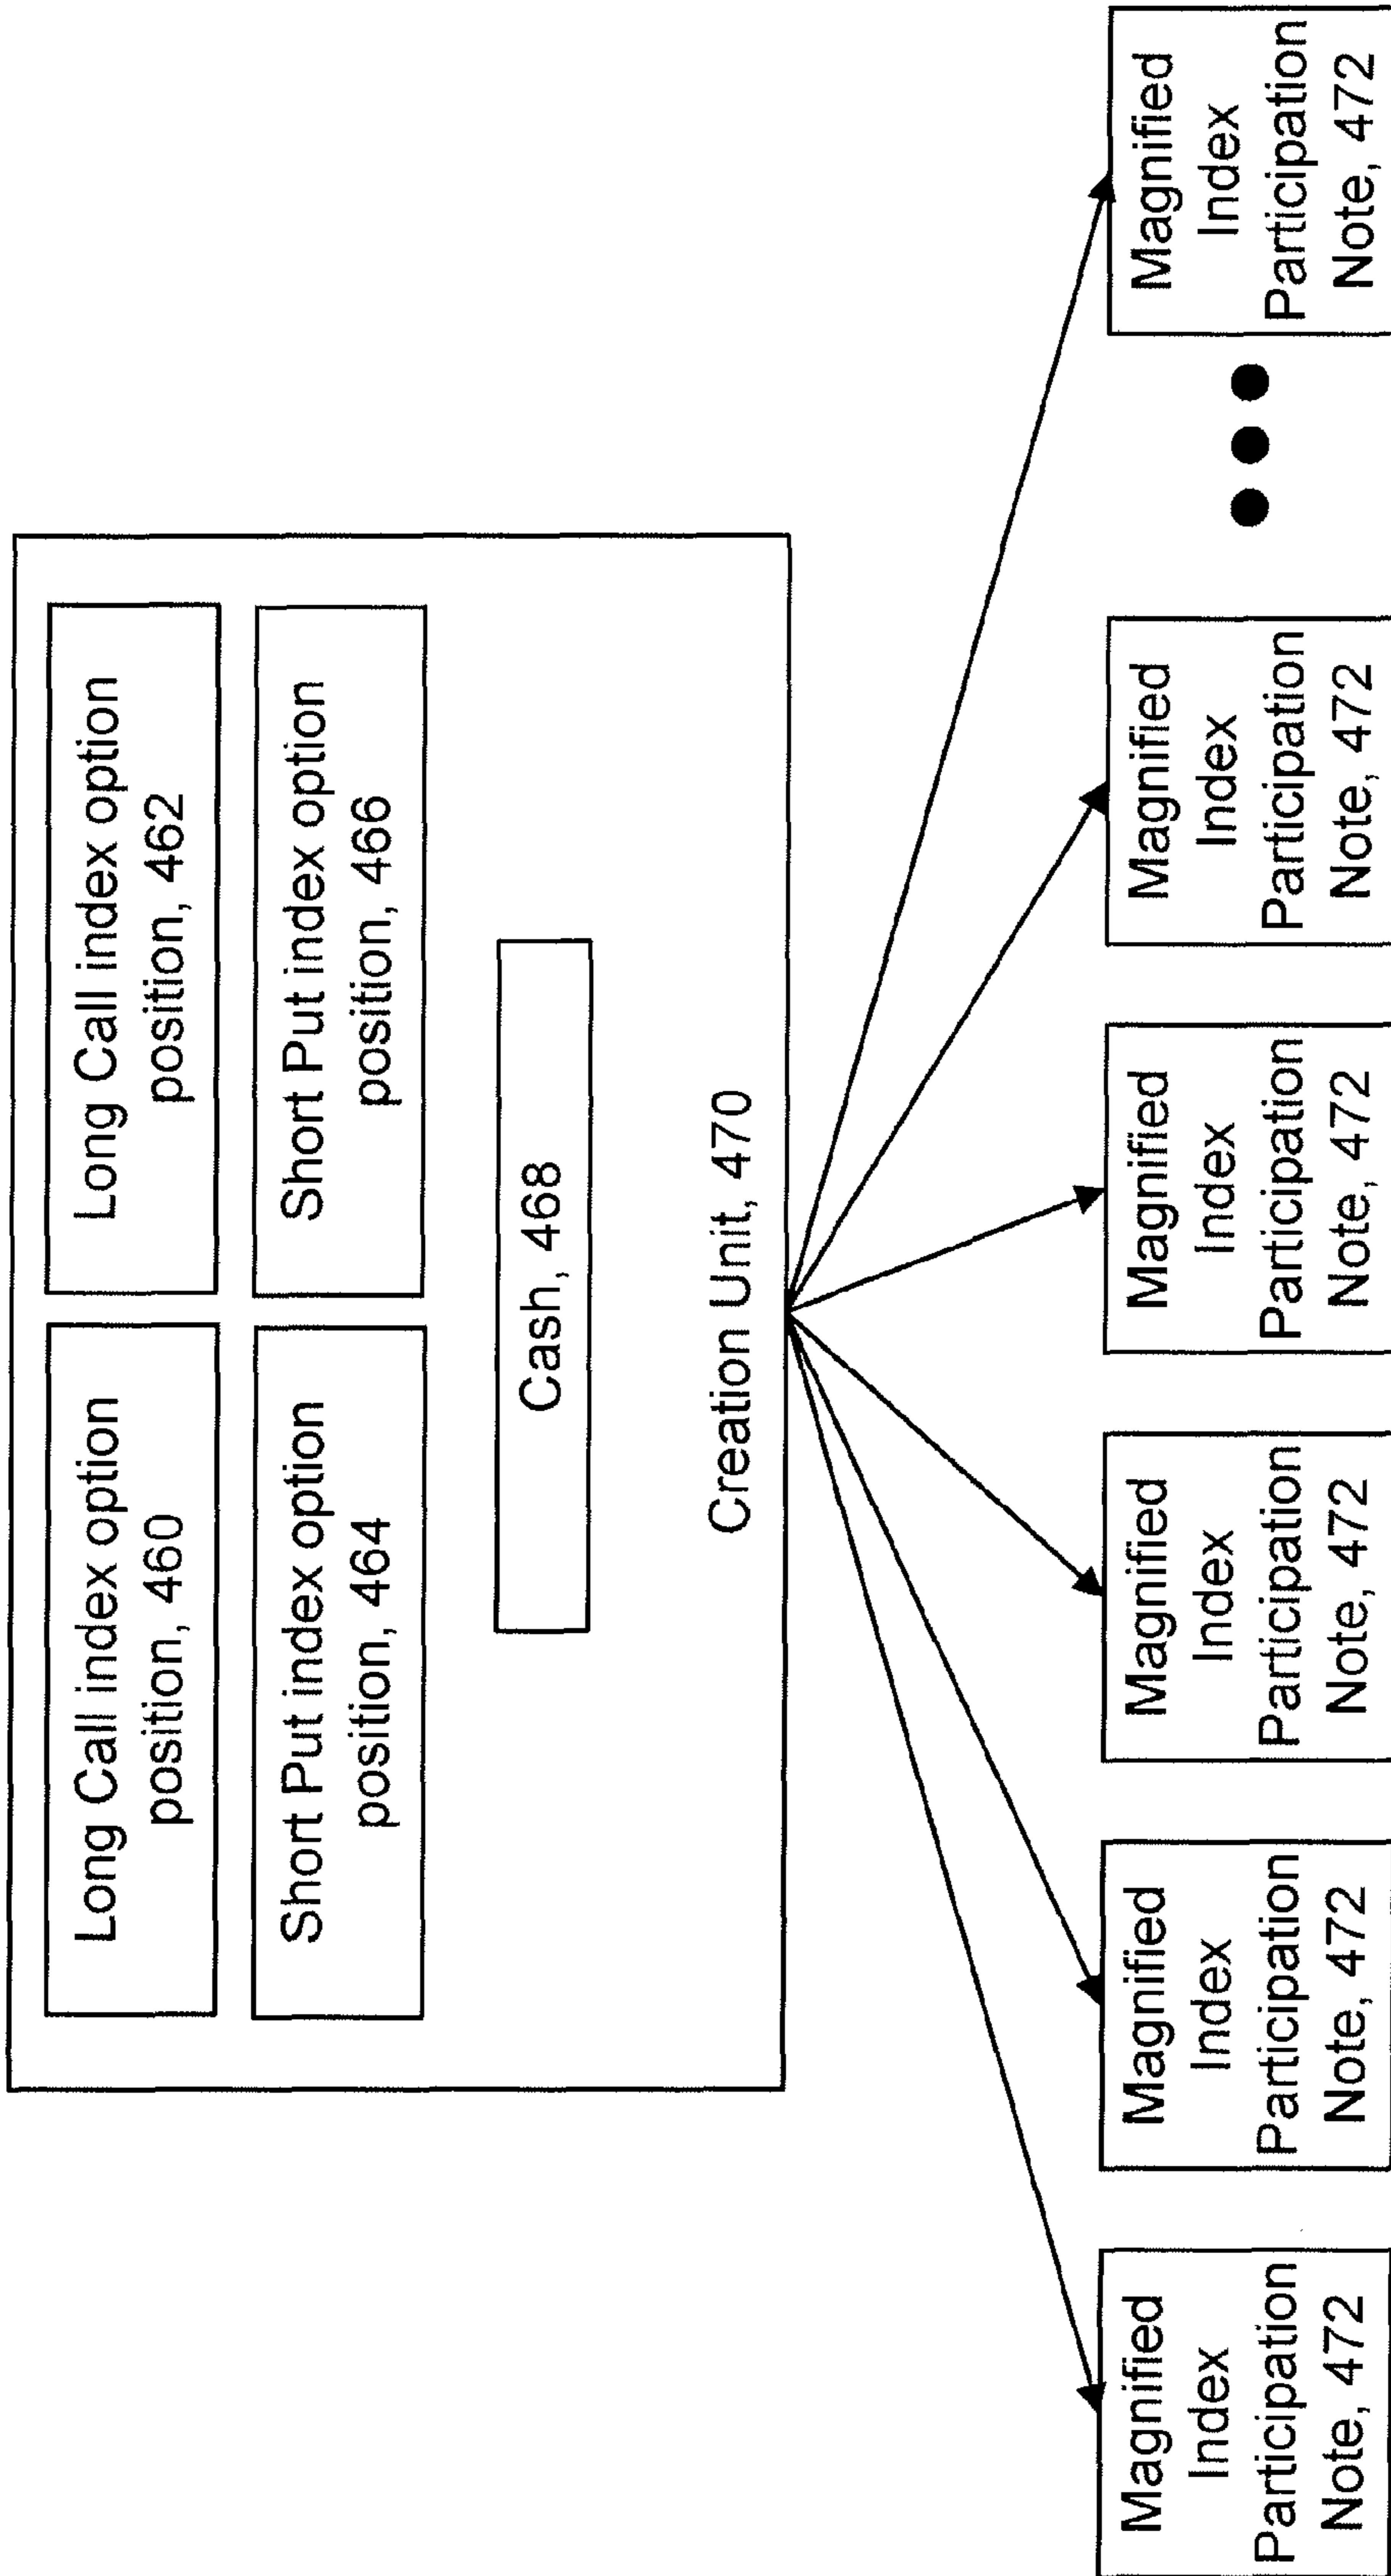 Long Call index option
position, 460
Long Call index option
position, 462
Short Put index option
position, 464
Short Put index option
position, 466
Cash, 468
Creation Unit, 470
Magnified
Index
Participation
Note, 472
Magnified
Index
Participation
Note, 472
Magnified
Index
Participation
Note, 472
Magnified
Index
Participation
Note, 472
Magnified
Index
Participation
Note, 472
Magnified
Index
Participation
Note, 472